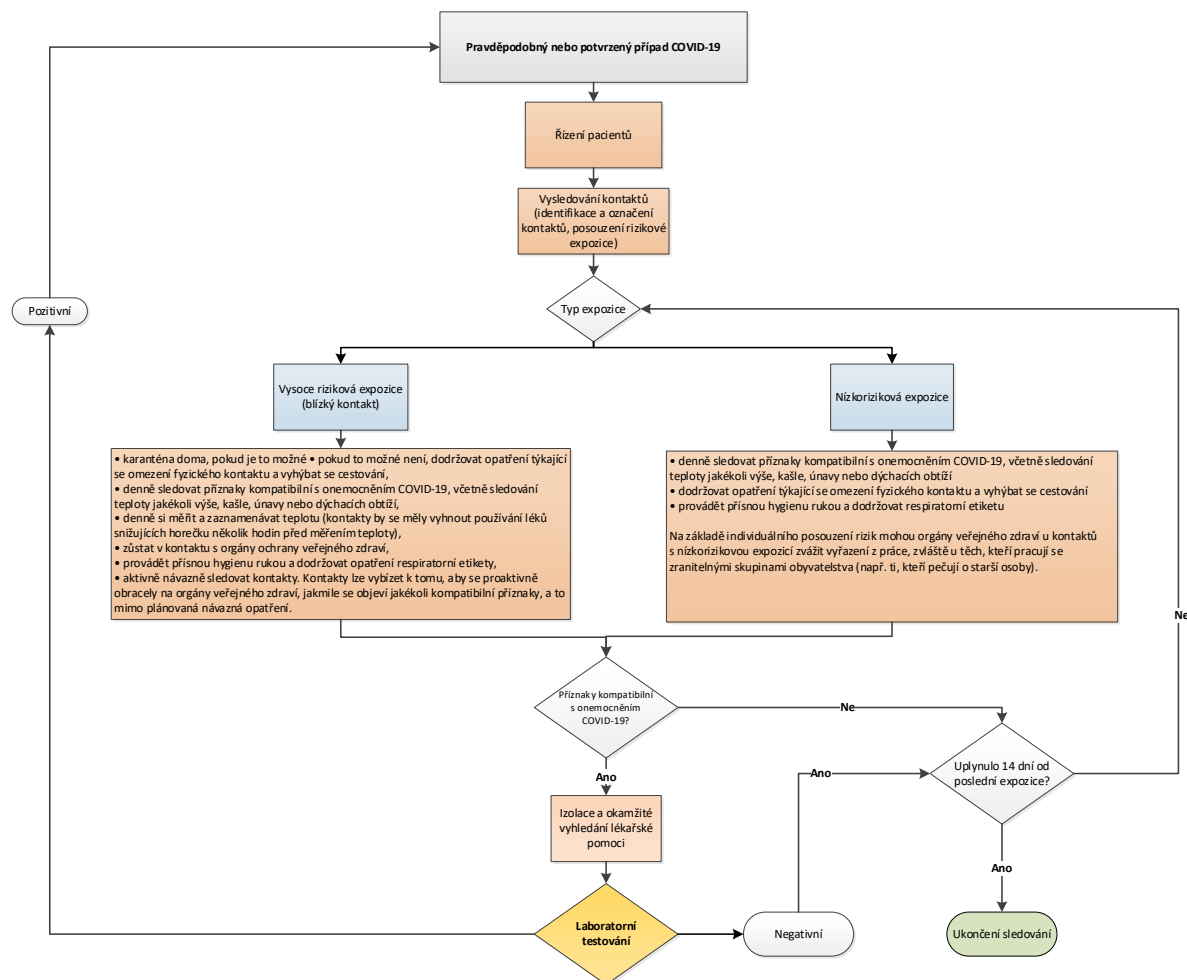 Pravděpodobný nebo potvrzený případ COVID-19
Řízení pacientů
Vysledování kontaktů
(identifikace a označení
kontaktů, posouzení rizikové
expozice)
Pozitivní
Typ expozice
Vysoce riziková expozice
(blízký kontakt)
Nízkoriziková expozice
• karanténa doma, pokud je to možné • pokud to možné není, dodržovat opatření týkající
se omezení fyzického kontaktu a vyhýbat se cestování,
• denně sledovat příznaky kompatibilní s onemocněním COVID-19, včetně sledování
teploty jakékoli výše, kašle, únavy nebo dýchacích obtíží,
• denně si měřit a zaznamenávat teplotu (kontakty by se měly vyhnout používání léků
snižujících horečku několik hodin před měřením teploty),
• zůstat v kontaktu s orgány ochrany veřejného zdraví,
• provádět přísnou hygienu rukou a dodržovat opatření respiratorní etikety,
• aktivně návazně sledovat kontakty. Kontakty lze vybízet k tomu, aby se proaktivně
obracely na orgány veřejného zdraví, jakmile se objeví jakékoli kompatibilní příznaky, a to
mimo plánovaná návazná opatření.
• denně sledovat příznaky kompatibilní s onemocněním COVID-19, včetně sledování
teploty jakékoli výše, kašle, únavy nebo dýchacích obtíží
• dodržovat opatření týkající se omezení fyzického kontaktu a vyhýbat se cestování
• provádět přísnou hygienu rukou a dodržovat respiratorní etiketu
Na základě individuálního posouzení rizik mohou orgány veřejného zdraví u kontaktů
s nízkorizikovou expozicí zvážit vyřazení z práce, zvláště u těch, kteří pracují se
zranitelnými skupinami obyvatelstva (např. ti, kteří pečují o starší osoby).
Ne
Příznaky kompatibilní
s onemocněním
COVID-19?
Ne
Uplynulo 14 dní od
poslední expozice?
Ano
Ano
Izolace a okamžité
vyhledání lékařské
pomoci
Ano
Laboratorní
testování
Negativní
Ukončení sledování